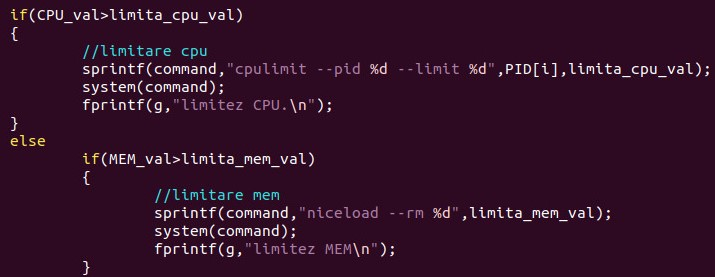 if(CPU_val>limita_cpu_val)
{
        //limitare cpu
        sprintf(command,"cpulimit --pid %d --limit %d",PID[i],limita_cpu_val);
        system(command);
        fprintf(g,"limitez CPU.\n");
}
else
        if(MEM_val>limita_mem_val)
        {
                //limitare mem
                sprintf(command,"niceload --rm %d",limita_mem_val);
                system(command);
                fprintf(g,"limitez MEM\n");
        }